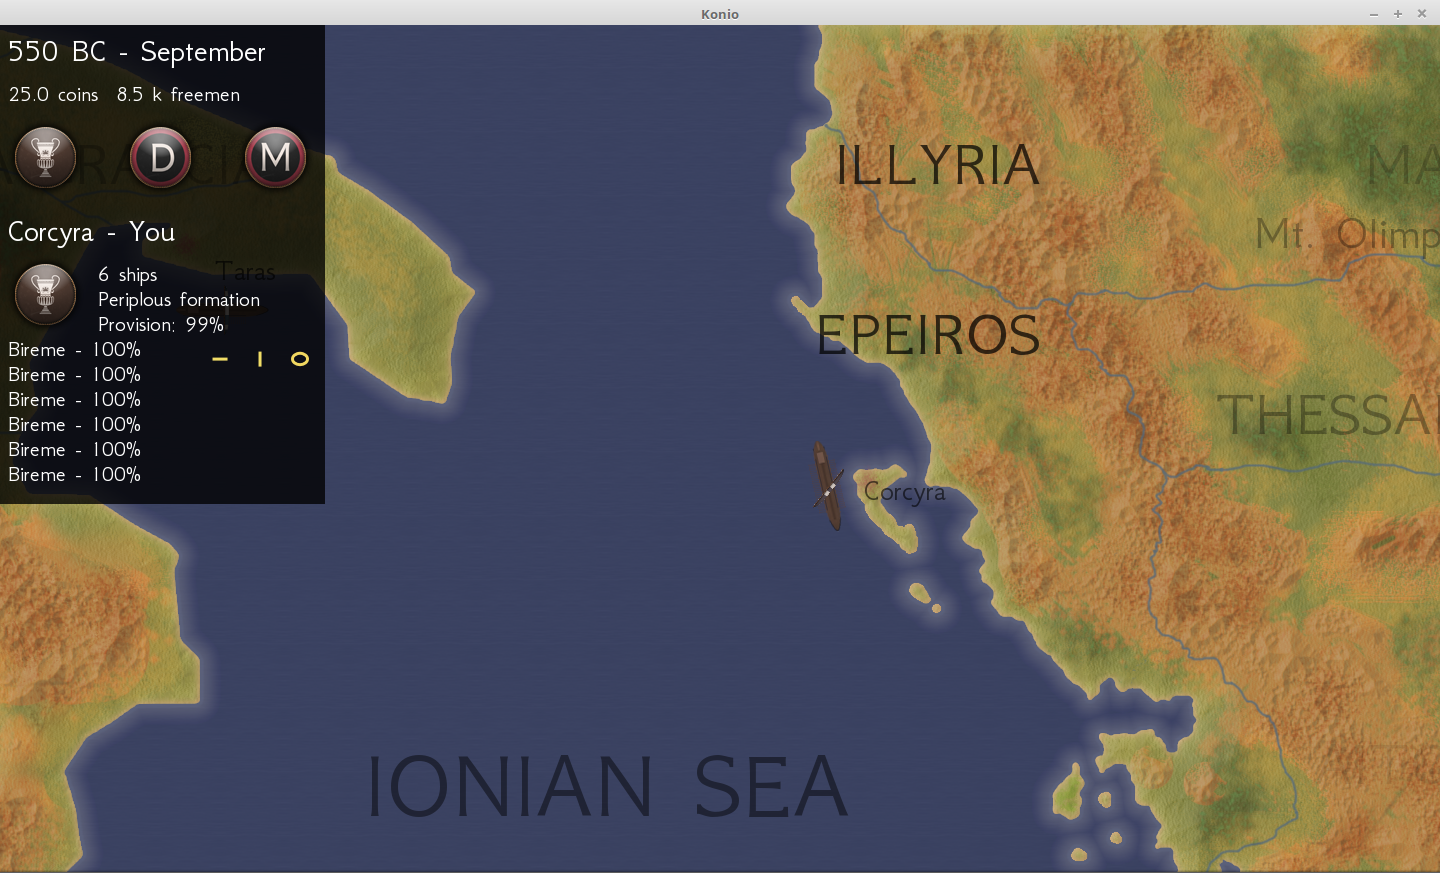 Konio
550 BC - September
25.0 coins 8.5 k freemen
D M
Corcyra - You
Taras
6 ships
Periplous formation
Provision: 99%
Bireme - 100%
Bireme - 100%
Bireme - 100%
Bireme - 100%
Bireme - 100%
Bireme - 100%
ILLYRIA
MA
Mt. Olimp
EPEIROS
THESSAL
Corcyra
IONIAN SEA